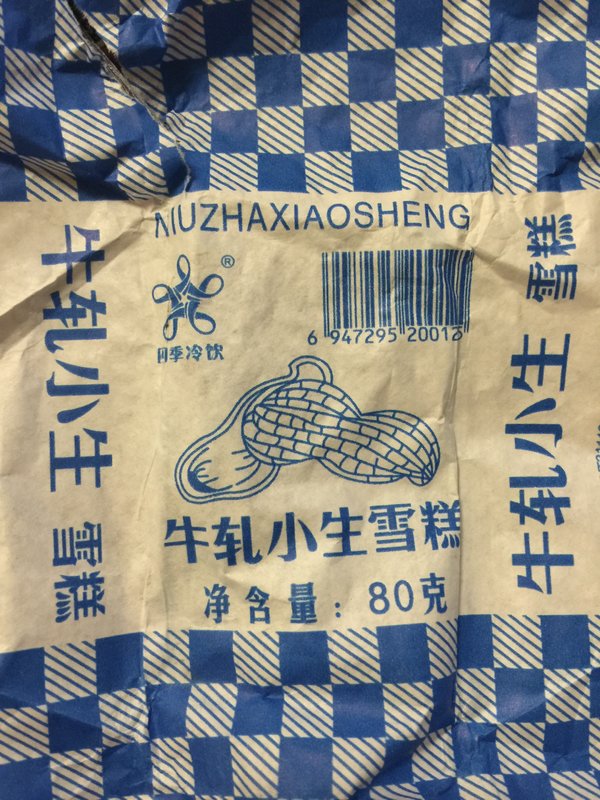 NIUZHAXIAOSHENG
®
四季冷饮
6 947295 20012
牛轧小生雪糕
净含量：80克
牛轧小生 雪糕
牛轧小生 雪糕